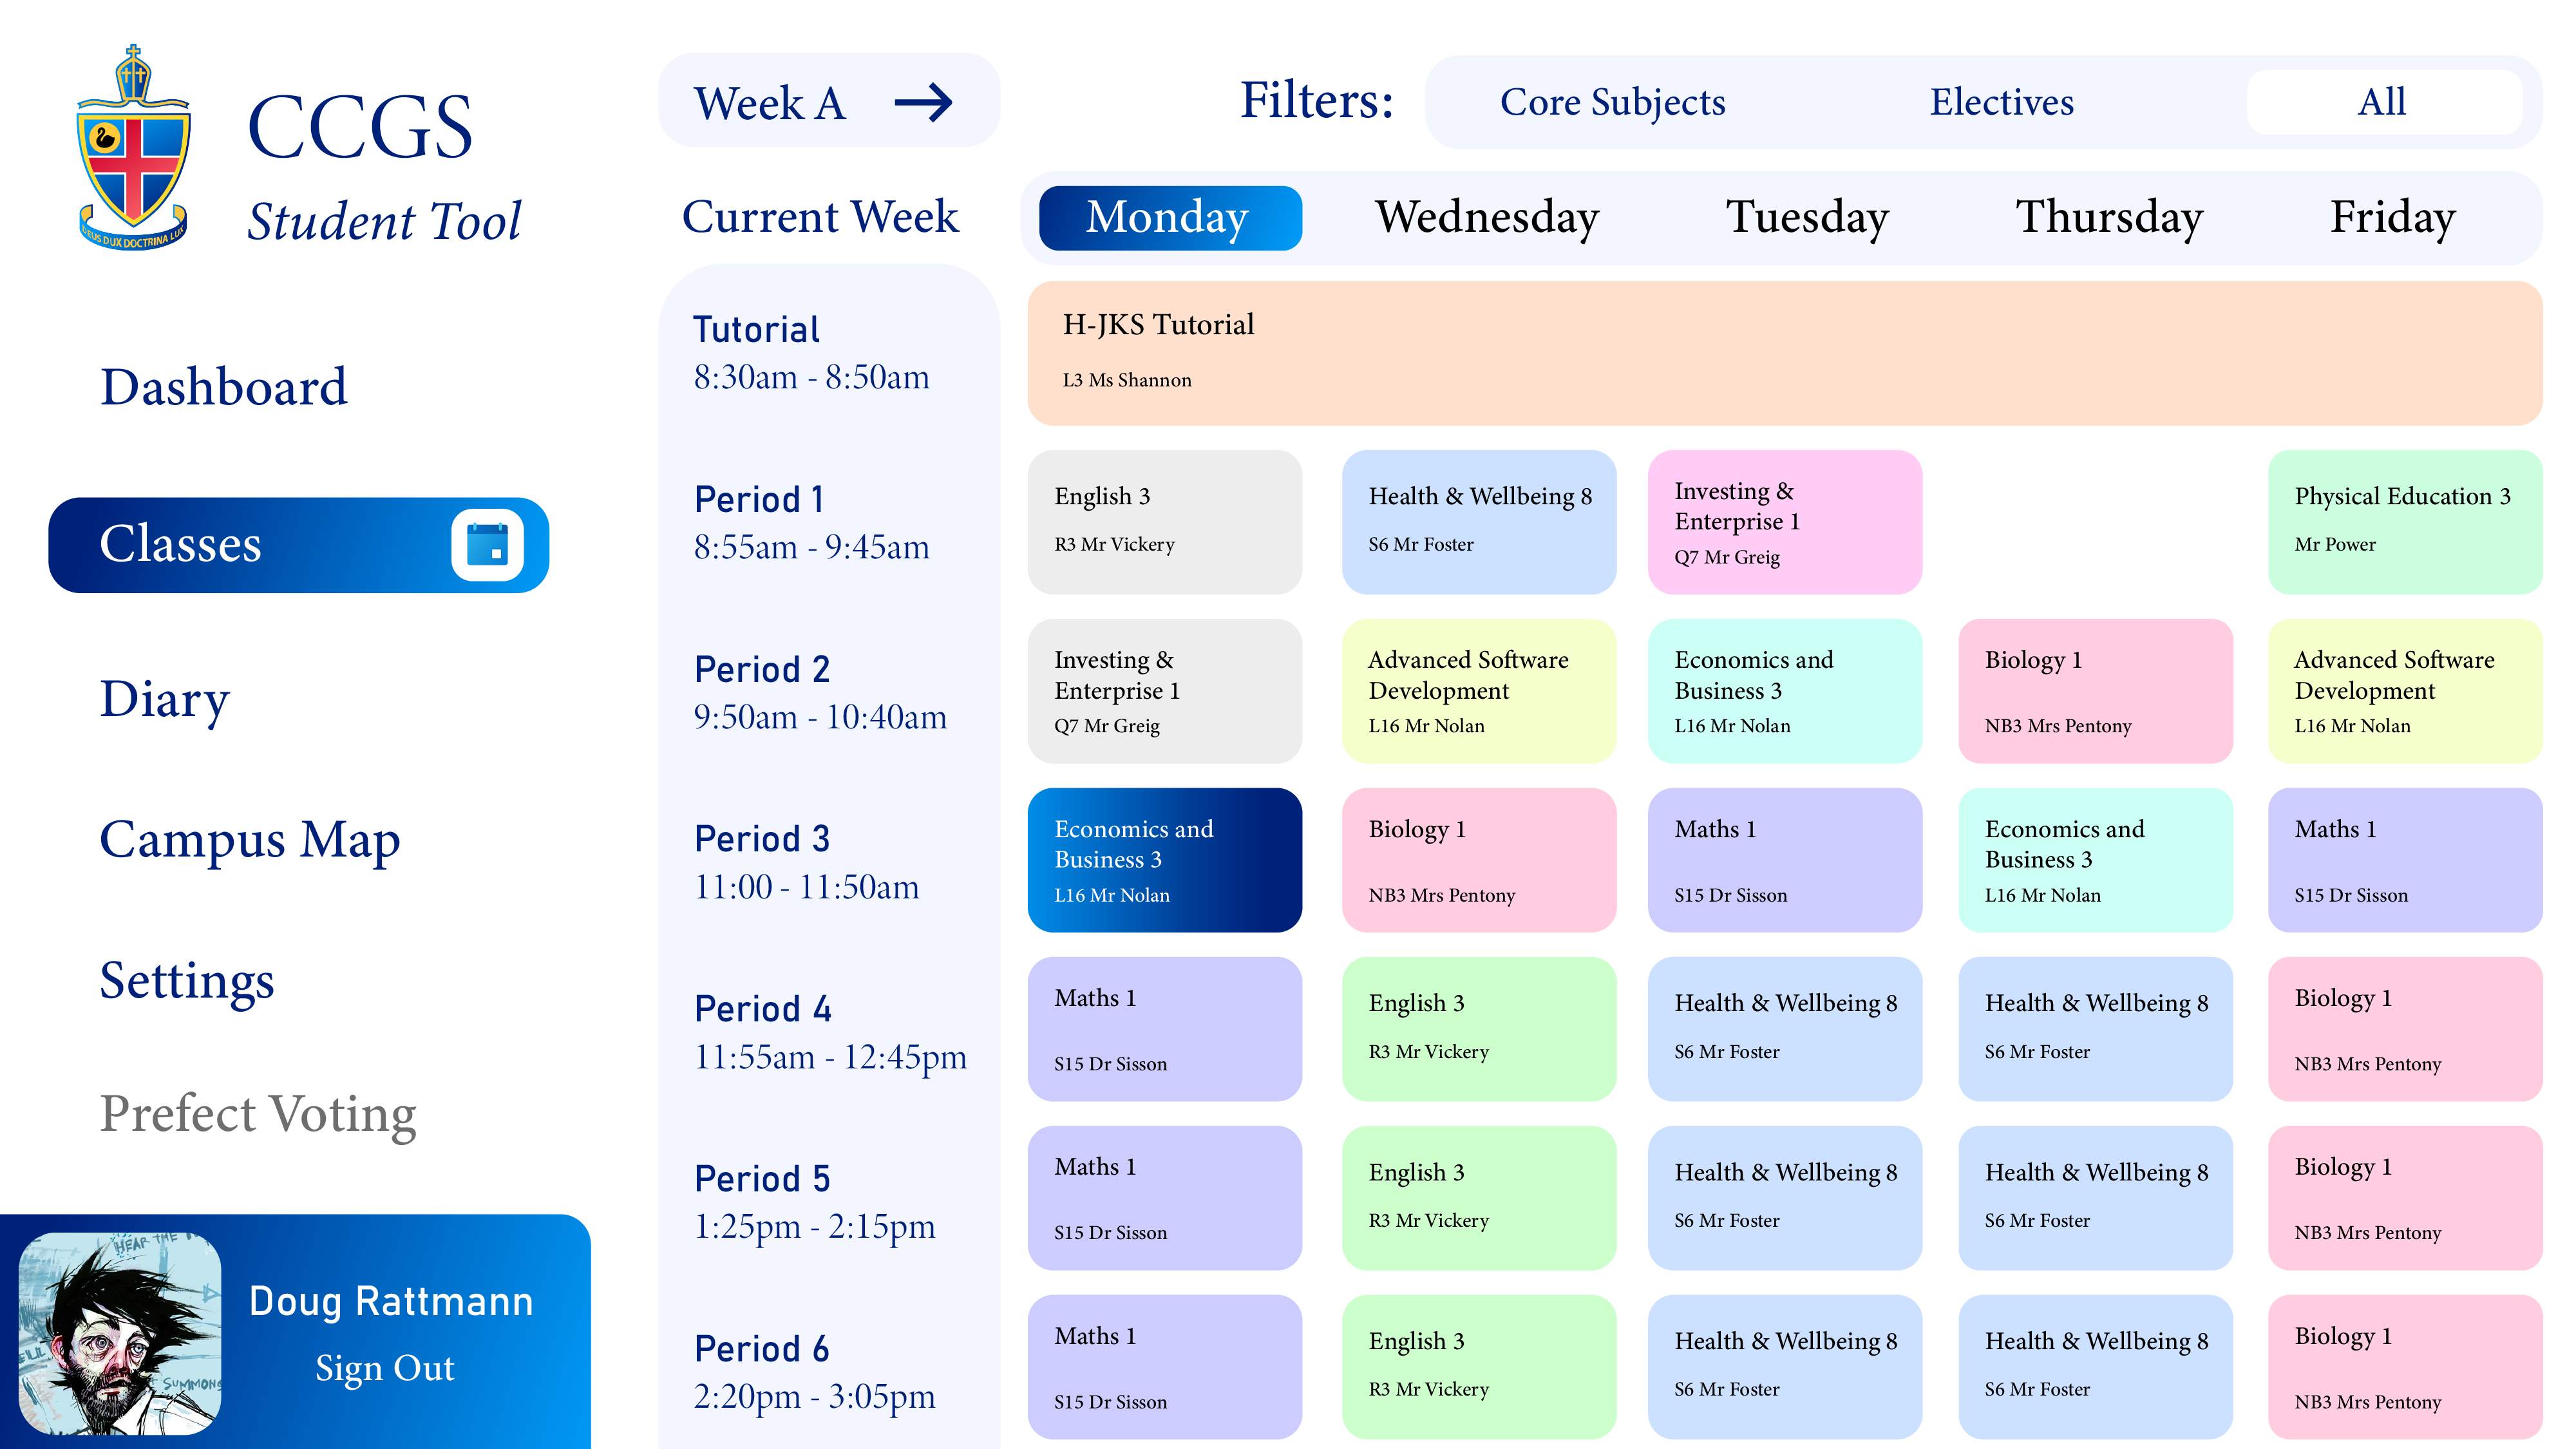 CCGS
Student Tool
DEUS DUX DOCTRINA LUX
Dashboard
Classes
Diary
Campus Map
Settings
Prefect Voting
HEAR THE
SUMMONS
Doug Rattmann
Sign Out
Week A →
Current Week
Filters:
Core Subjects
Electives
All
Monday
Wednesday
Tuesday
Thursday
Friday
Tutorial
8:30am - 8:50am
H-JKS Tutorial
L3 Ms Shannon
Period 1
8:55am - 9:45am
English 3
R3 Mr Vickery
Health & Wellbeing 8
S6 Mr Foster
Investing &
Enterprise 1
Q7 Mr Greig
Physical Education 3
Mr Power
Period 2
9:50am - 10:40am
Investing &
Enterprise 1
Q7 Mr Greig
Advanced Software
Development
L16 Mr Nolan
Economics and
Business 3
L16 Mr Nolan
Biology 1
NB3 Mrs Pentony
Advanced Software
Development
L16 Mr Nolan
Period 3
11:00 - 11:50am
Economics and
Business 3
L16 Mr Nolan
Biology 1
NB3 Mrs Pentony
Maths 1
S15 Dr Sisson
Economics and
Business 3
L16 Mr Nolan
Maths 1
S15 Dr Sisson
Period 4
11:55am - 12:45pm
Maths 1
S15 Dr Sisson
English 3
R3 Mr Vickery
Health & Wellbeing 8
S6 Mr Foster
Health & Wellbeing 8
S6 Mr Foster
Biology 1
NB3 Mrs Pentony
Period 5
1:25pm - 2:15pm
Maths 1
S15 Dr Sisson
English 3
R3 Mr Vickery
Health & Wellbeing 8
S6 Mr Foster
Health & Wellbeing 8
S6 Mr Foster
Biology 1
NB3 Mrs Pentony
Period 6
2:20pm - 3:05pm
Maths 1
S15 Dr Sisson
English 3
R3 Mr Vickery
Health & Wellbeing 8
S6 Mr Foster
Health & Wellbeing 8
S6 Mr Foster
Biology 1
NB3 Mrs Pentony